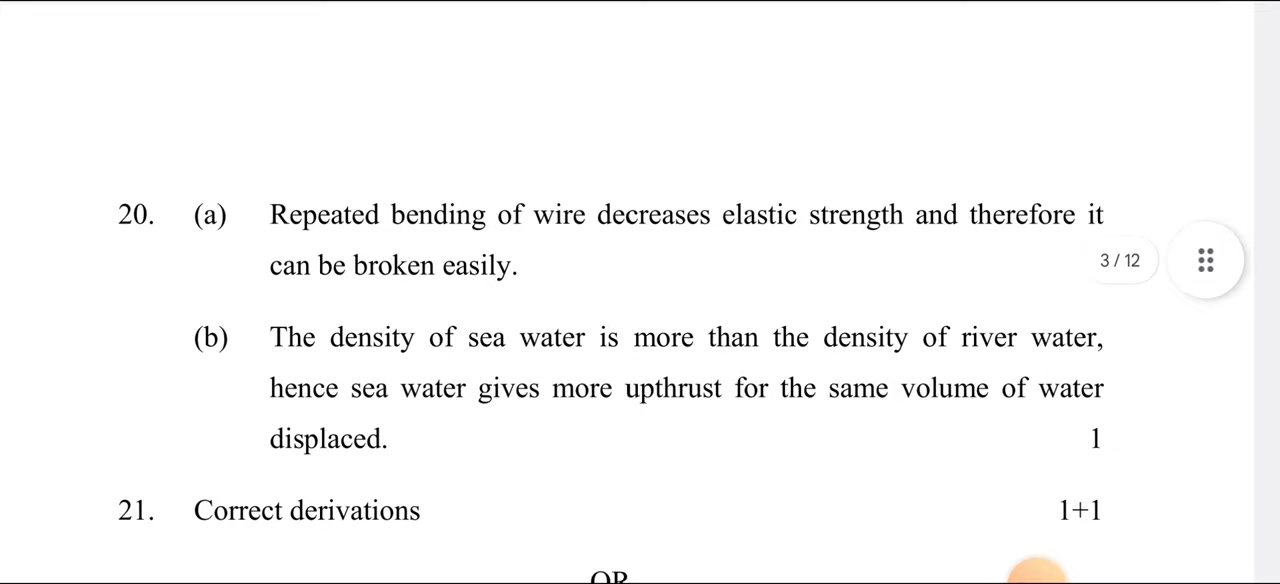 20. (a) Repeated bending of wire decreases elastic strength and therefore it
can be broken easily.
3 / 12
(b) The density of sea water is more than the density of river water,
hence sea water gives more upthrust for the same volume of water
displaced. 1
21. Correct derivations 1+1
OR